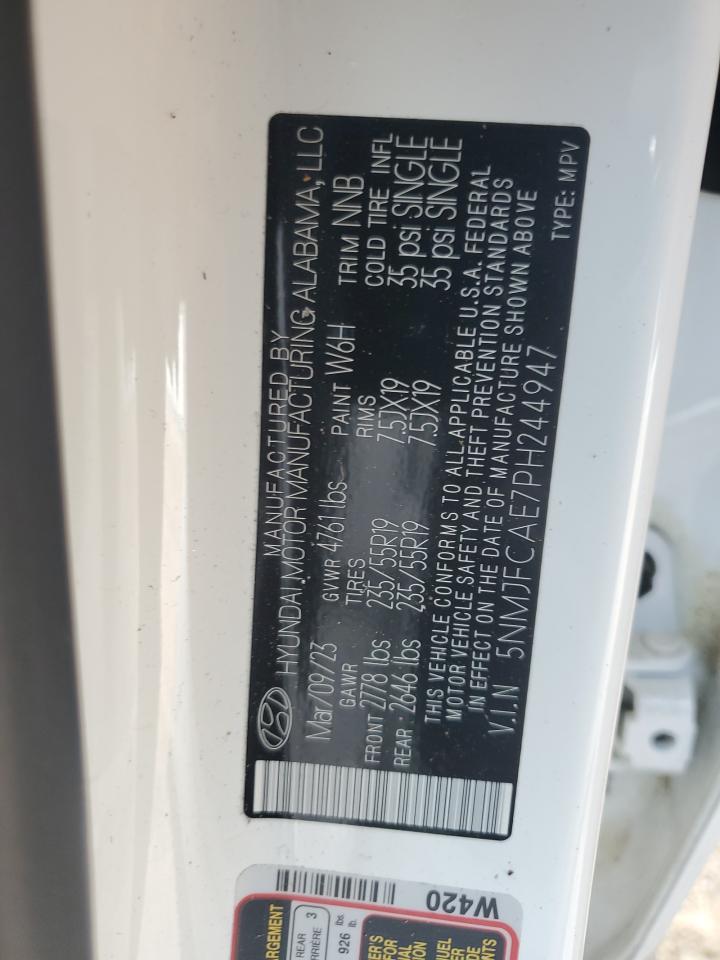 MANUFACTURED BY
HYUNDAI MOTOR MANUFACTURING ALABAMA, LLC
Mar/09/23 GVWR 4761 lbs PAINT W6H TRIM NNB
GAWR TIRES RIMS COLD TIRE INFL
FRONT 2778 lbs 235/55R19 7.5JX19 35 psi SINGLE
REAR : 2646 lbs 235/55R19 7.5JX19 35 psi SINGLE
THIS VEHICLE CONFORMS TO ALL APPLICABLE U.S.A. FEDERAL
MOTOR VEHICLE SAFETY AND THEFT PREVENTION STANDARDS
IN EFFECT ON THE DATE OF MANUFACTURE SHOWN ABOVE
V.I.N 5NMJFCAE7PH244947
TYPE: MPV
W420
REAR 3
926 lb.